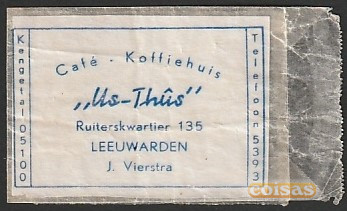 Kengetal 05100
Café - Koffiehuis
„Us-Thûs”
Ruiterskwartier 135
LEEUWARDEN
J. Vierstra
Telefoon 5393
coisas